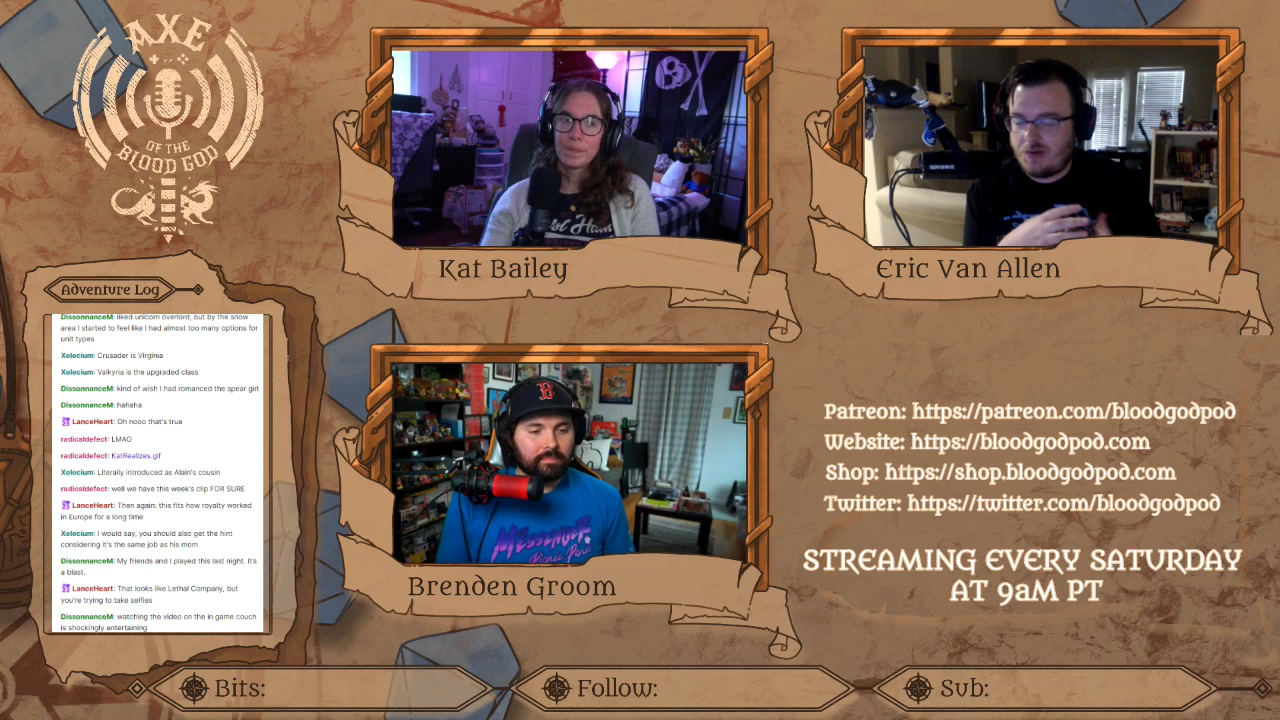 AXE
OF THE
BLOOD GOD
Kat Bailey
Eric Van Allen
Adventure Log
DissonnanceM: liked unicorn overlord, but by the snow
area I started to feel like I had almost too many options for
unit types
Xelecium: Crusader is Virginia
Xelecium: Valkyria is the upgraded class
DissonnanceM: kind of wish I had romanced the spear girl
DissonnanceM: hahaha
LanceHeart: Oh nooo that's true
radicaldefect: LMAO
radicaldefect: KatRealizes.gif
Xelecium: Literally introduced as Alain's cousin
radicaldefect: well we have this week's clip FOR SURE
LanceHeart: Then again: this fits how royalty worked
in Europe for a long time
Xelecium: I would say, you should also get the hint
considering it's the same job as his mom
DissonnanceM: My friends and I played this last night. It's
a blast.
LanceHeart: That looks like Lethal Company, but
you're trying to take selfies
DissonnanceM: watching the video on the in game couch
is shockingly entertaining
MESSENGER
Picnic Panic
Brenden Groom
Patreon: https://patreon.com/bloodgodpod
Website: https://bloodgodpod.com
Shop: https://shop.bloodgodpod.com
Twitter: https://twitter.com/bloodgodpod
STREAMING EVERY SATURDAY
AT 9aM PT
Bits:
Follow:
Sub: